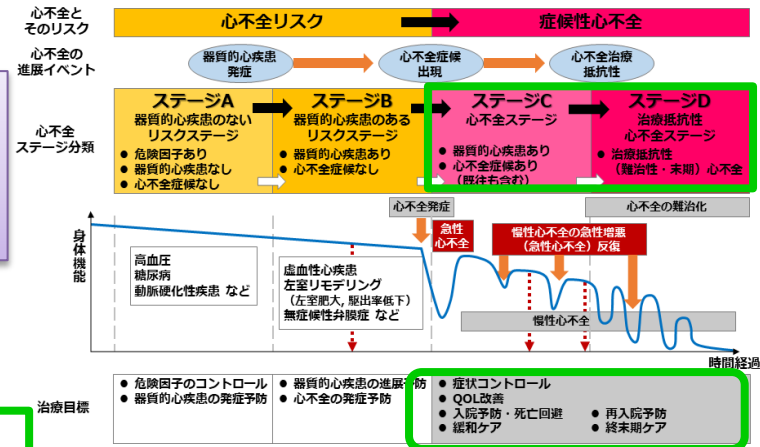 心不全と
そのリスク
心不全リスク
症候性心不全
心不全の
進展イベント
器質的心疾患
発症
心不全症候
出現
心不全治療
抵抗性
心不全
ステージ分類
ステージA
器質的心疾患のない
リスクステージ
● 危険因子あり
● 器質的心疾患なし
● 心不全症候なし
ステージB
器質的心疾患のある
リスクステージ
● 器質的心疾患あり
● 心不全症候なし
ステージC
心不全ステージ
● 器質的心疾患あり
● 心不全症候あり
（既往も含む）
ステージD
治療抵抗性
心不全ステージ
● 治療抵抗性
（難治性・末期）心不全
心不全発症
心不全の難治化
身体機能
急性
心不全
慢性心不全の急性増悪
（急性心不全）反復
高血圧
糖尿病
動脈硬化性疾患 など
虚血性心疾患
左室リモデリング
（左室肥大, 駆出率低下）
無症候性弁膜症 など
慢性心不全
時間経過
治療目標
● 危険因子のコントロール
● 器質的心疾患の発症予防
● 器質的心疾患の進展予防
● 心不全の発症予防
● 症状コントロール
● QOL改善
● 入院予防・死亡回避
● 緩和ケア
● 再入院予防
● 終末期ケア